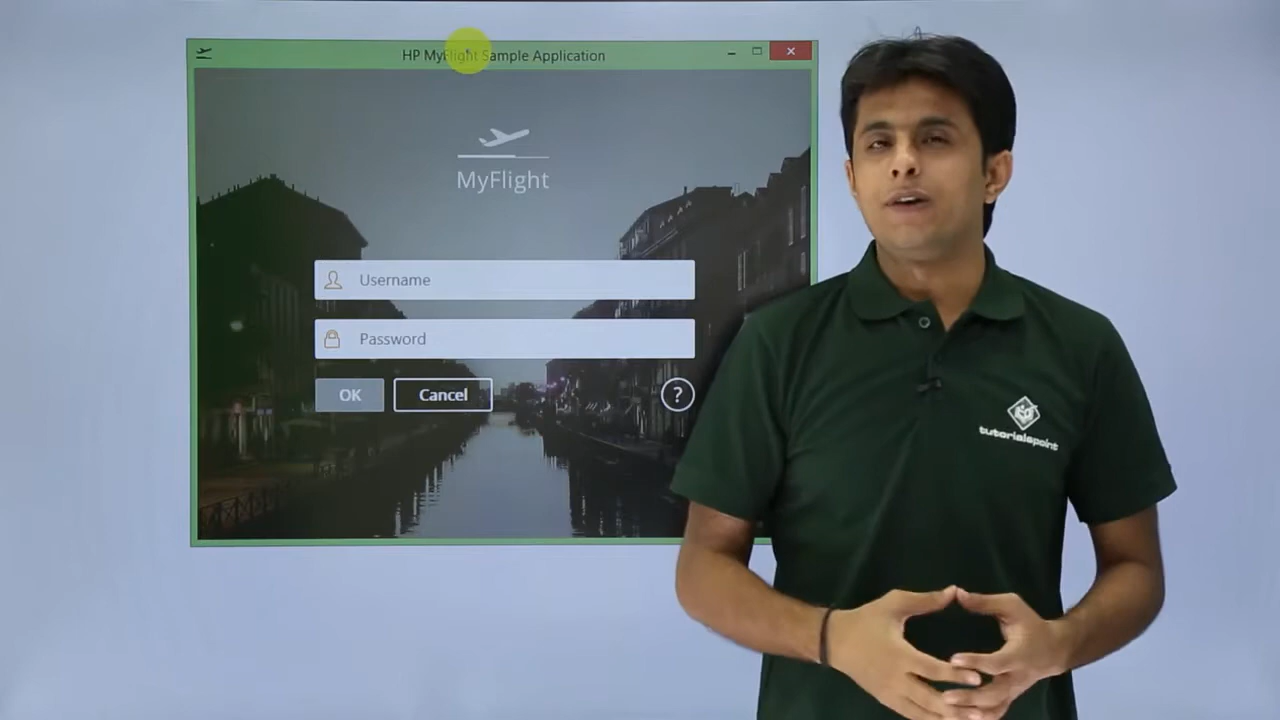 HP MyFlight Sample Application
MyFlight
Username
Password
OK
Cancel
?
tutorialspoint